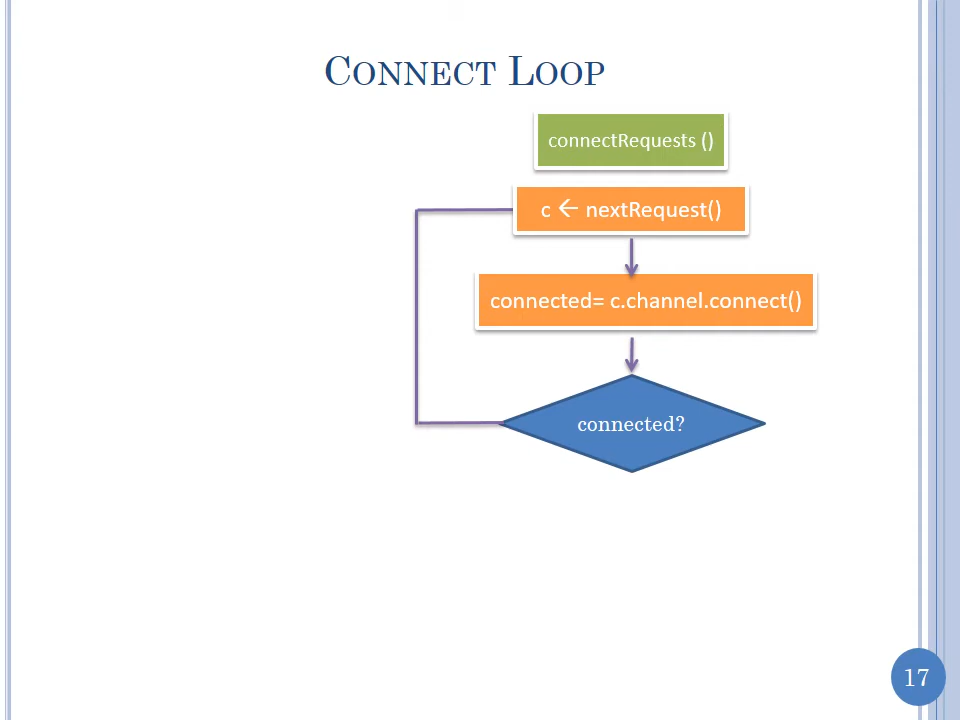 CONNECT LOOP
connectRequests ()
c ← nextRequest()
connected= c.channel.connect()
connected?
17